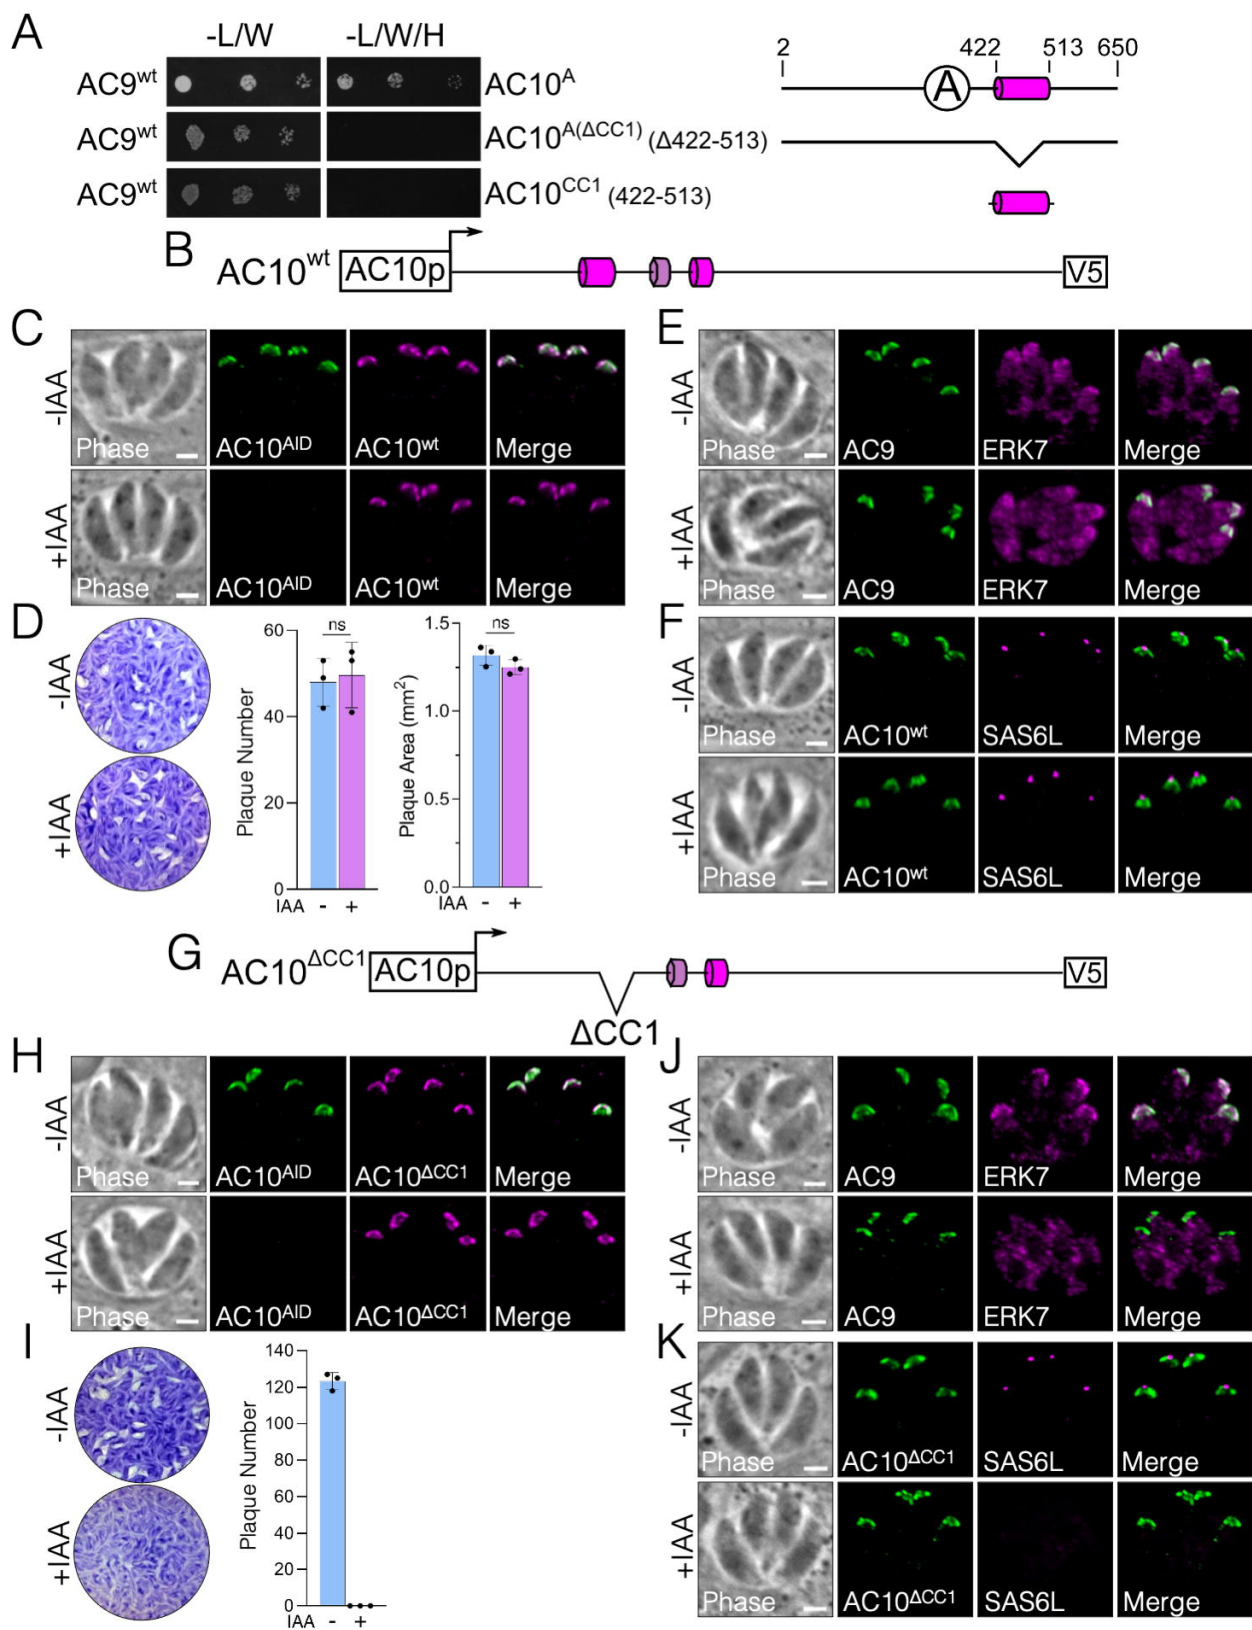 A
-L/W -L/W/H
2 422 513 650
AC9wt AC10A
A
AC9wt AC10A(ΔCC1) (Δ422-513)
AC9wt AC10CC1 (422-513)
B
AC10wt AC10p V5
C
-IAA
Phase AC10AID AC10wt Merge
+IAA
Phase AC10AID AC10wt Merge
E
-IAA
Phase AC9 ERK7 Merge
+IAA
Phase AC9 ERK7 Merge
D
-IAA
+IAA
Plaque Number
60
40
20
0
ns
IAA - +
Plaque Area (mm2)
1.5
1.0
0.5
0.0
ns
IAA - +
F
-IAA
Phase AC10wt SAS6L Merge
+IAA
Phase AC10wt SAS6L Merge
G
AC10ΔCC1 AC10p V5
ΔCC1
H
-IAA
Phase AC10AID AC10ΔCC1 Merge
+IAA
Phase AC10AID AC10ΔCC1 Merge
J
-IAA
Phase AC9 ERK7 Merge
+IAA
Phase AC9 ERK7 Merge
I
-IAA
+IAA
Plaque Number
140
120
100
80
60
40
20
0
IAA - +
K
-IAA
Phase AC10ΔCC1 SAS6L Merge
+IAA
Phase AC10ΔCC1 SAS6L Merge